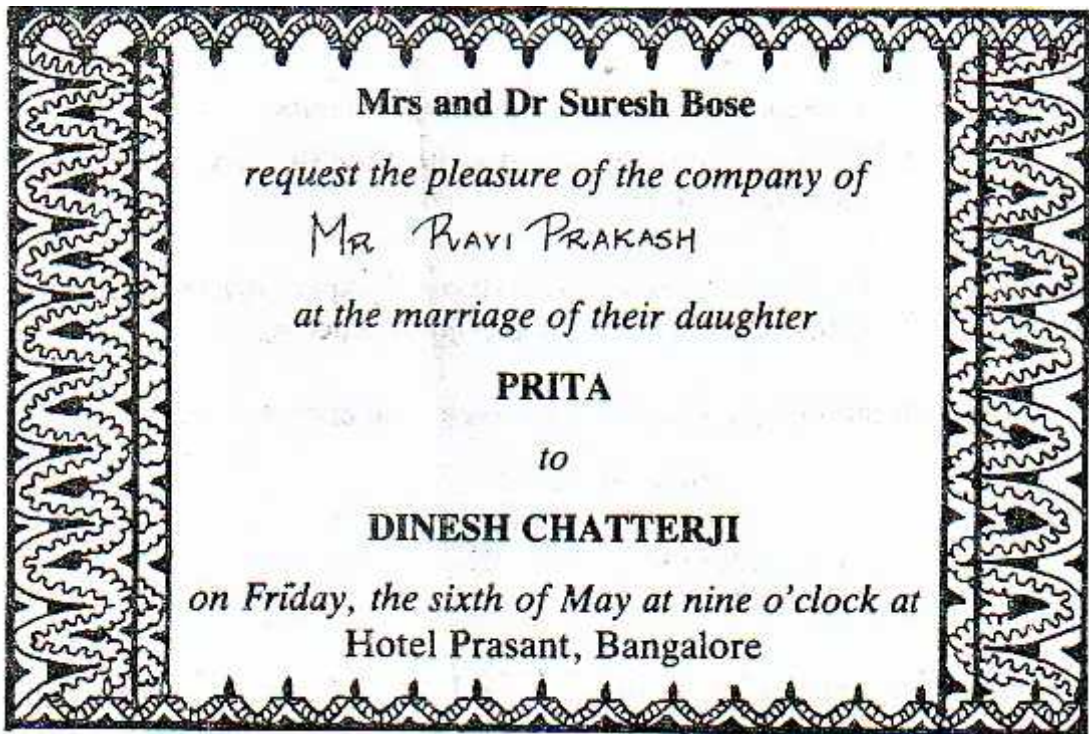 Mrs and Dr Suresh Bose
request the pleasure of the company of
MR RAVI PRAKASH
at the marriage of their daughter
PRITA
to
DINESH CHATTERJI
on Friday, the sixth of May at nine o'clock at
Hotel Prasant, Bangalore